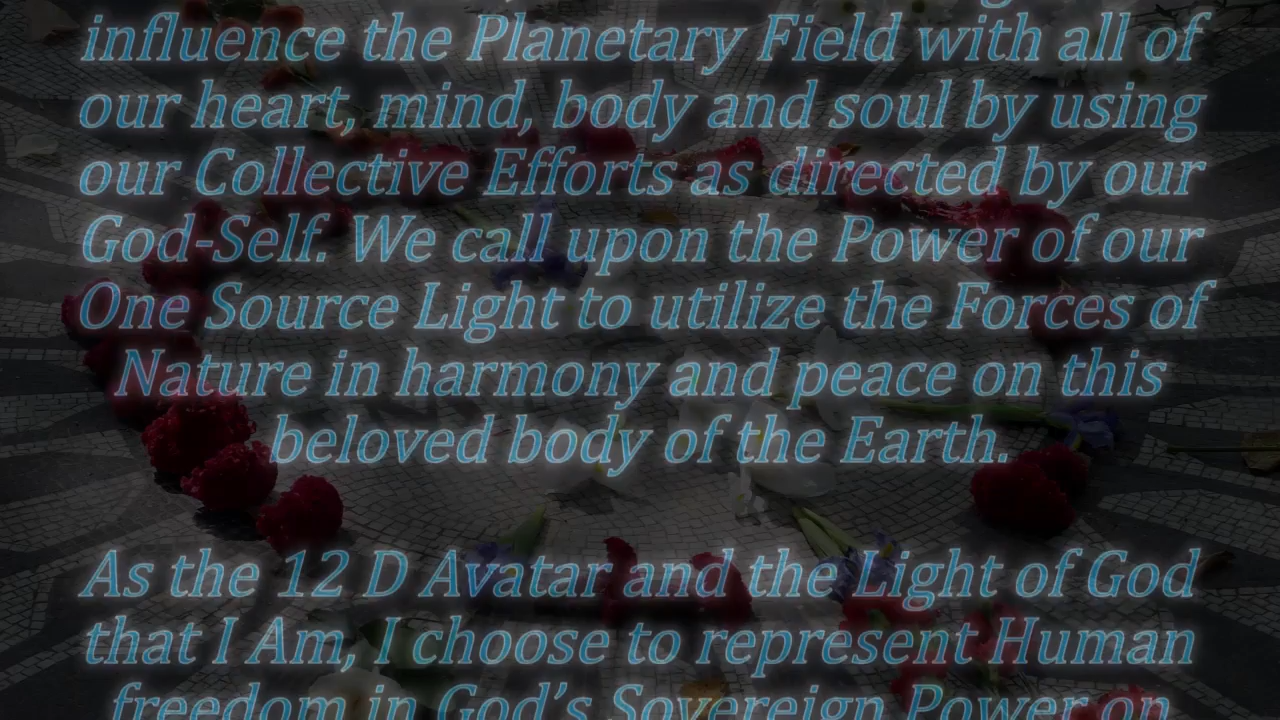 influence the Planetary Field with all of
our heart, mind, body and soul by using
our Collective Efforts as directed by our
God-Self. We call upon the Power of our
One Source Light to utilize the Forces of
Nature in harmony and peace on this
beloved body of the Earth.
As the 12 D Avatar and the Light of God
that I Am, I choose to represent Human
freedom in God's Sovereign Power on